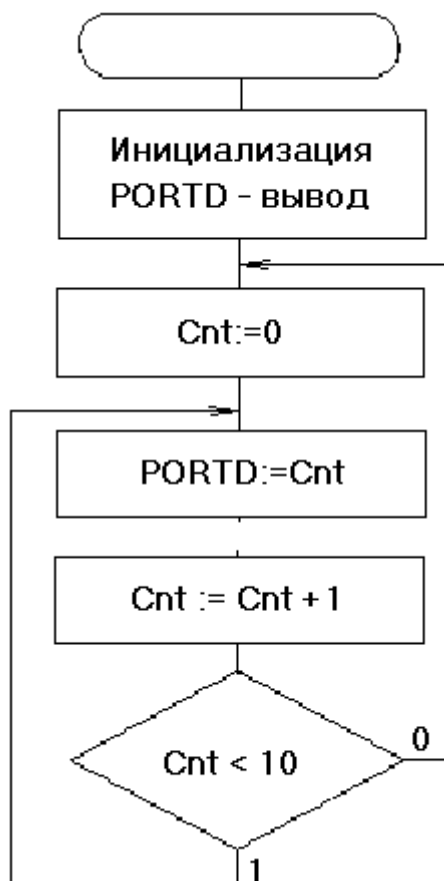 Инициализация
PORTD - вывод
Cnt:=0
PORTD:=Cnt
Cnt := Cnt + 1
Cnt < 10
0
1